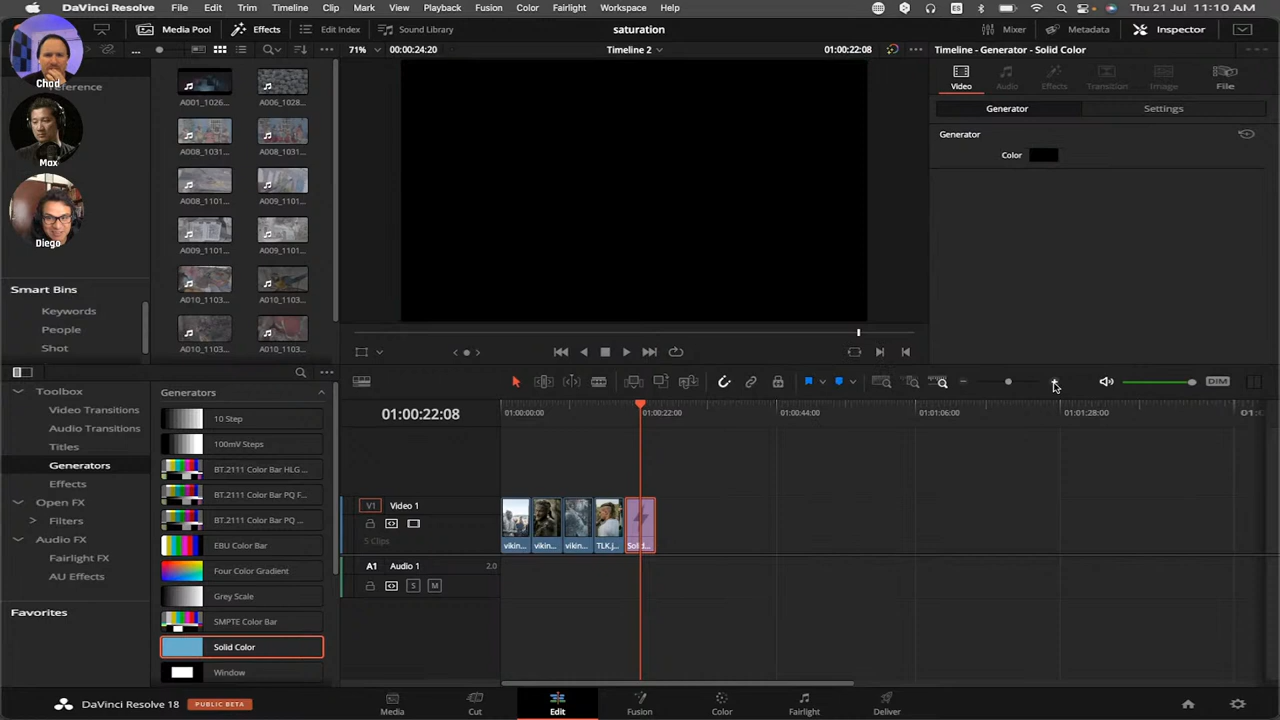 DaVinci Resolve File Edit Trim Timeline Clip Mark View Playback Fusion Color Fairlight Workspace Help ES Thu 21 Jul 11:10 AM
Media Pool Effects Edit Index Sound Library saturation Mixer Metadata Inspector
71% 00:00:24:20 Timeline 2 01:00:22:08 Timeline - Generator - Solid Color
Chad
Max
Diego
A001_1026... A006_1028...
A008_1031... A008_1031...
A008_1101... A009_1101...
A009_1101... A009_1101...
A010_1103... A010_1103...
A010_1103... A010_1103...
Video Audio Effects Transition Image File
Generator Settings
Generator
Color
Smart Bins
Keywords
People
Shot
DIM
Toolbox
Video Transitions
Audio Transitions
Titles
Generators
Effects
Open FX
Filters
Audio FX
Fairlight FX
AU Effects
Favorites
Generators
10 Step
100mV Steps
BT.2111 Color Bar HLG ...
BT.2111 Color Bar PQ F...
BT.2111 Color Bar PQ ...
EBU Color Bar
Four Color Gradient
Grey Scale
SMPTE Color Bar
Solid Color
Window
01:00:22:08
01:00:00:00 01:00:22:00 01:00:44:00 01:01:06:00 01:01:28:00
V1 Video 1
5 Clips
vikin... vikin... vikin... TLK.j... Soli...
A1 Audio 1 2.0
S M
DaVinci Resolve 18 PUBLIC BETA
Media Cut Edit Fusion Color Fairlight Deliver